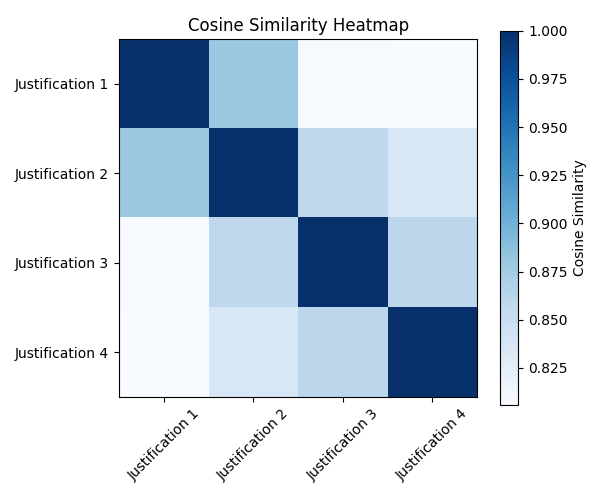 Cosine Similarity Heatmap
Justification 1
Justification 2
Justification 3
Justification 4
Justification 1
Justification 2
Justification 3
Justification 4
1.000
0.975
0.950
0.925
0.900
0.875
0.850
0.825
Cosine Similarity